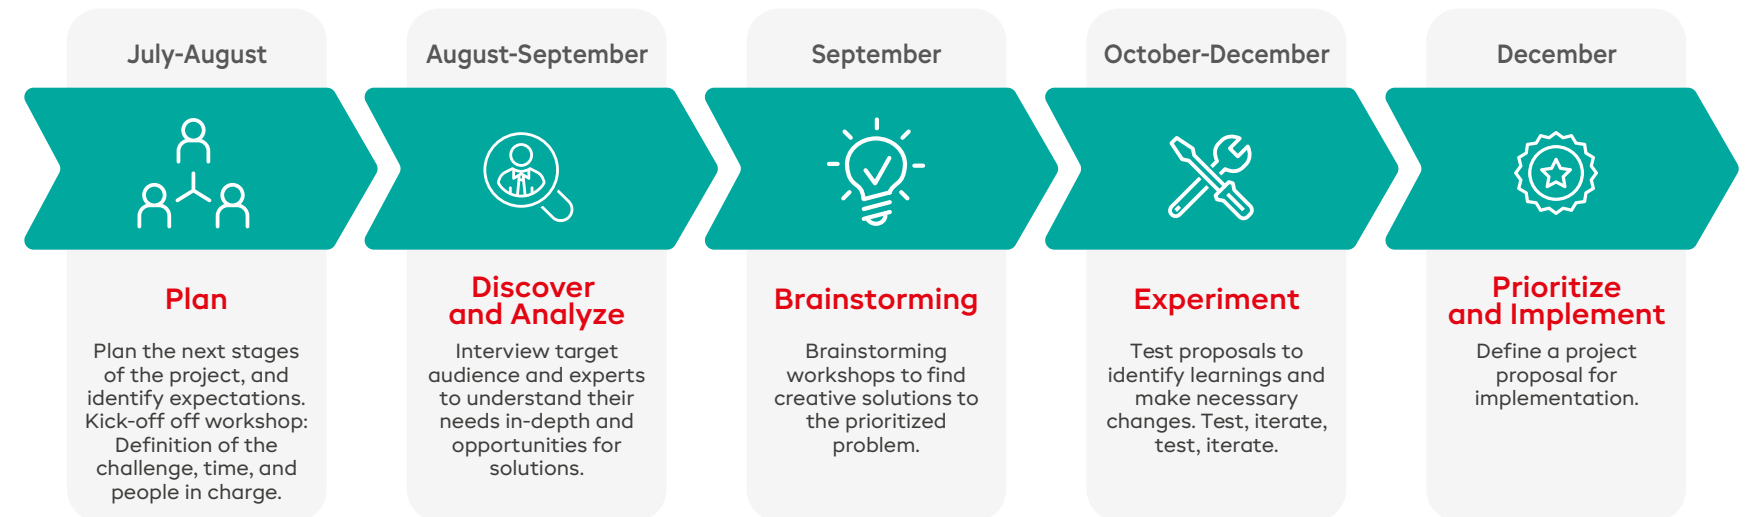 July-August
Plan
Plan the next stages
of the project, and
identify expectations.
Kick-off off workshop:
Definition of the
challenge, time, and
people in charge.
August-September
Discover
and Analyze
Interview target
audience and experts
to understand their
needs in-depth and
opportunities for
solutions.
September
Brainstorming
Brainstorming
workshops to find
creative solutions to
the prioritized
problem.
October-December
Experiment
Test proposals to
identify learnings and
make necessary
changes. Test, iterate,
test, iterate.
December
Prioritize
and Implement
Define a project
proposal for
implementation.